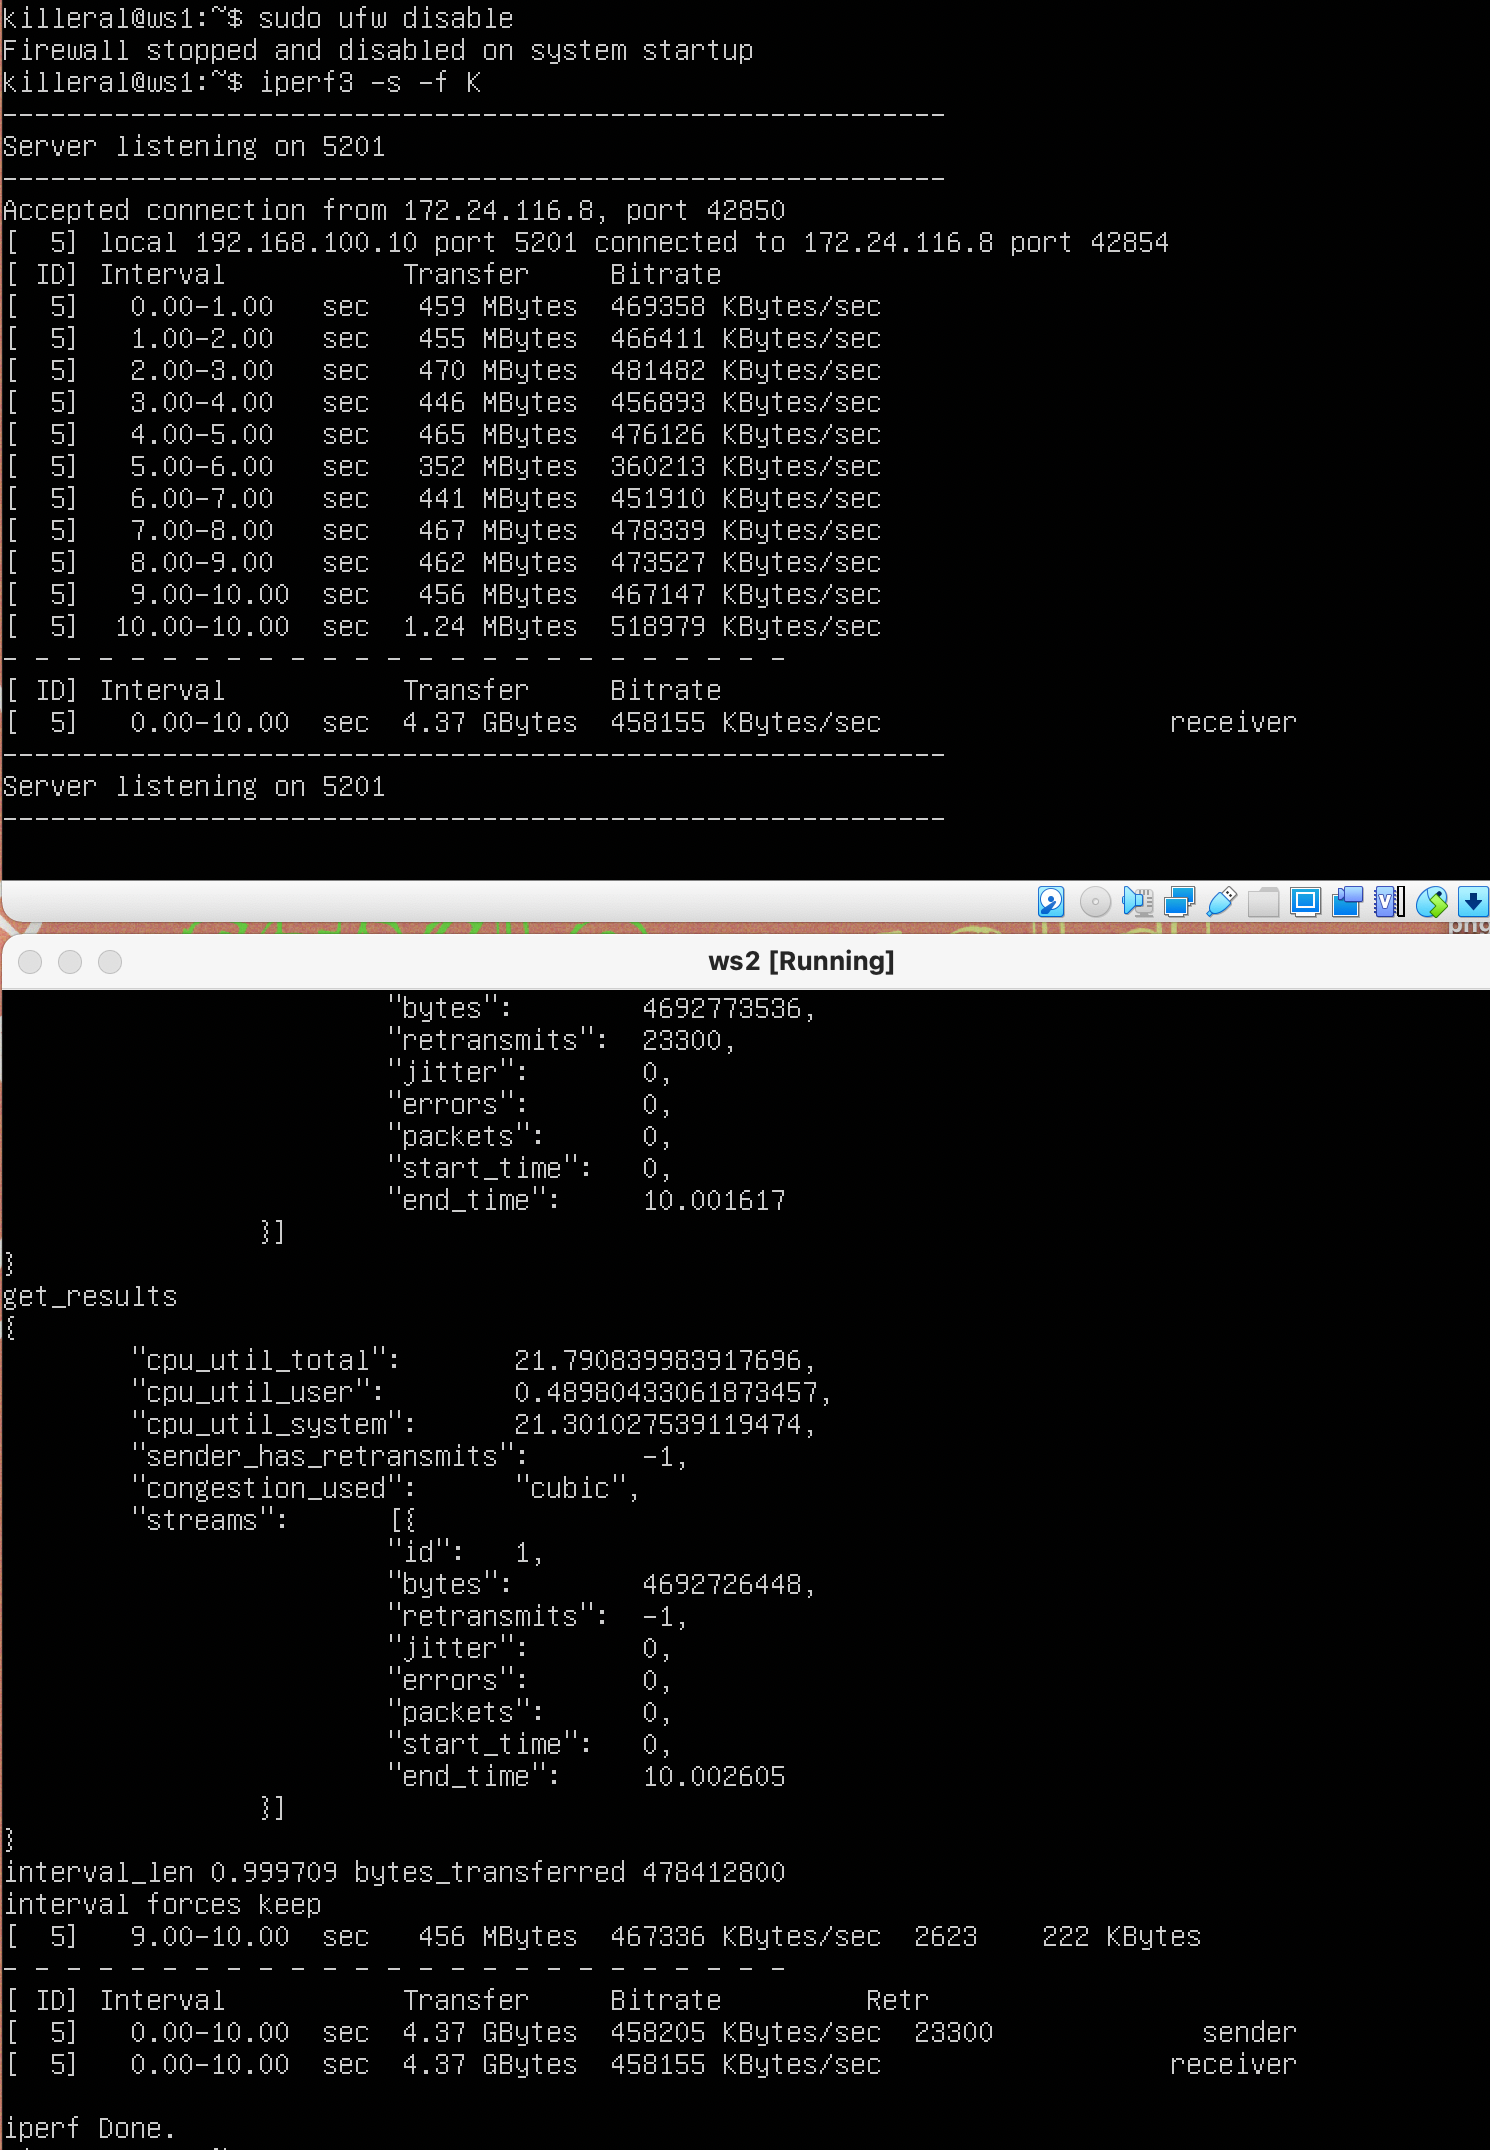 killeral@ws1:~$ sudo ufw disable
Firewall stopped and disabled on system startup
killeral@ws1:~$ iperf3 -s -f K
-----------------------------------------------------------
Server listening on 5201
-----------------------------------------------------------
Accepted connection from 172.24.116.8, port 42850
[  5] local 192.168.100.10 port 5201 connected to 172.24.116.8 port 42854
[ ID] Interval           Transfer     Bitrate
[  5]   0.00-1.00   sec   459 MBytes  469358 KBytes/sec
[  5]   1.00-2.00   sec   455 MBytes  466411 KBytes/sec
[  5]   2.00-3.00   sec   470 MBytes  481482 KBytes/sec
[  5]   3.00-4.00   sec   446 MBytes  456893 KBytes/sec
[  5]   4.00-5.00   sec   465 MBytes  476126 KBytes/sec
[  5]   5.00-6.00   sec   352 MBytes  360213 KBytes/sec
[  5]   6.00-7.00   sec   441 MBytes  451910 KBytes/sec
[  5]   7.00-8.00   sec   467 MBytes  478339 KBytes/sec
[  5]   8.00-9.00   sec   462 MBytes  473527 KBytes/sec
[  5]   9.00-10.00  sec   456 MBytes  467147 KBytes/sec
[  5]  10.00-10.00  sec  1.24 MBytes  518979 KBytes/sec
- - - - - - - - - - - - - - - - - - - - - - - - -
[ ID] Interval           Transfer     Bitrate
[  5]   0.00-10.00  sec  4.37 GBytes  458155 KBytes/sec                  receiver
-----------------------------------------------------------
Server listening on 5201
-----------------------------------------------------------
png
ws2 [Running]
"bytes":        4692773536,
"retransmits":  23300,
"jitter":       0,
"errors":       0,
"packets":      0,
"start_time":   0,
"end_time":     10.001617
}]
}
get_results
{
"cpu_util_total":       21.790839983917696,
"cpu_util_user":        0.48980433061873457,
"cpu_util_system":      21.301027539119474,
"sender_has_retransmits":       -1,
"congestion_used":      "cubic",
"streams":      [{
"id":   1,
"bytes":        4692726448,
"retransmits":  -1,
"jitter":       0,
"errors":       0,
"packets":      0,
"start_time":   0,
"end_time":     10.002605
}]
}
interval_len 0.999709 bytes_transferred 478412800
interval forces keep
[  5]   9.00-10.00  sec   456 MBytes  467336 KBytes/sec  2623    222 KBytes
- - - - - - - - - - - - - - - - - - - - - - - - -
[ ID] Interval           Transfer     Bitrate         Retr
[  5]   0.00-10.00  sec  4.37 GBytes  458205 KBytes/sec  23300             sender
[  5]   0.00-10.00  sec  4.37 GBytes  458155 KBytes/sec                  receiver
iperf Done.